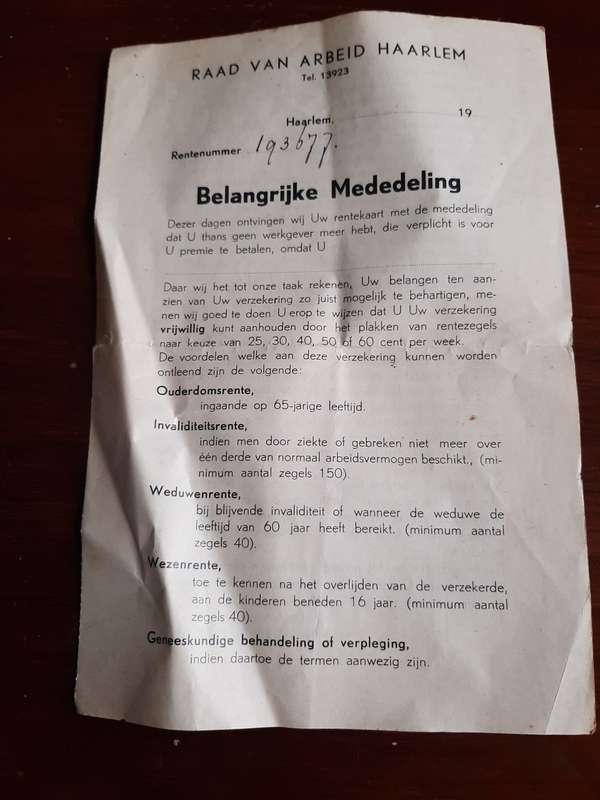 RAAD VAN ARBEID HAARLEM
Tel. 13923
Haarlem, 19
Rentenummer 193677.
Belangrijke Mededeling
Dezer dagen ontvingen wij Uw rentekaart met de mededeling
dat U thans geen werkgever meer hebt, die verplicht is voor
U premie te betalen, omdat U
Daar wij het tot onze taak rekenen, Uw belangen ten aan-
zien van Uw verzekering zo juist mogelijk te behartigen, me-
nen wij goed te doen U erop te wijzen dat U Uw verzekering
vrijwillig kunt aanhouden door het plakken van rentezegels
naar keuze van 25, 30, 40, 50 of 60 cent per week.
De voordelen welke aan deze verzekering kunnen worden
ontleend zijn de volgende:
Ouderdomsrente,
ingaande op 65-jarige leeftijd.
Invaliditeitsrente,
indien men door ziekte of gebreken niet meer over
één derde van normaal arbeidsvermogen beschikt., (mi-
nimum aantal zegels 150).
Weduwenrente,
bij blijvende invaliditeit of wanneer de weduwe de
leeftijd van 60 jaar heeft bereikt. (minimum aantal
zegels 40).
Wezenrente,
toe te kennen na het overlijden van de verzekerde,
aan de kinderen beneden 16 jaar. (minimum aantal
zegels 40).
Geneeskundige behandeling of verpleging,
indien daartoe de termen aanwezig zijn.